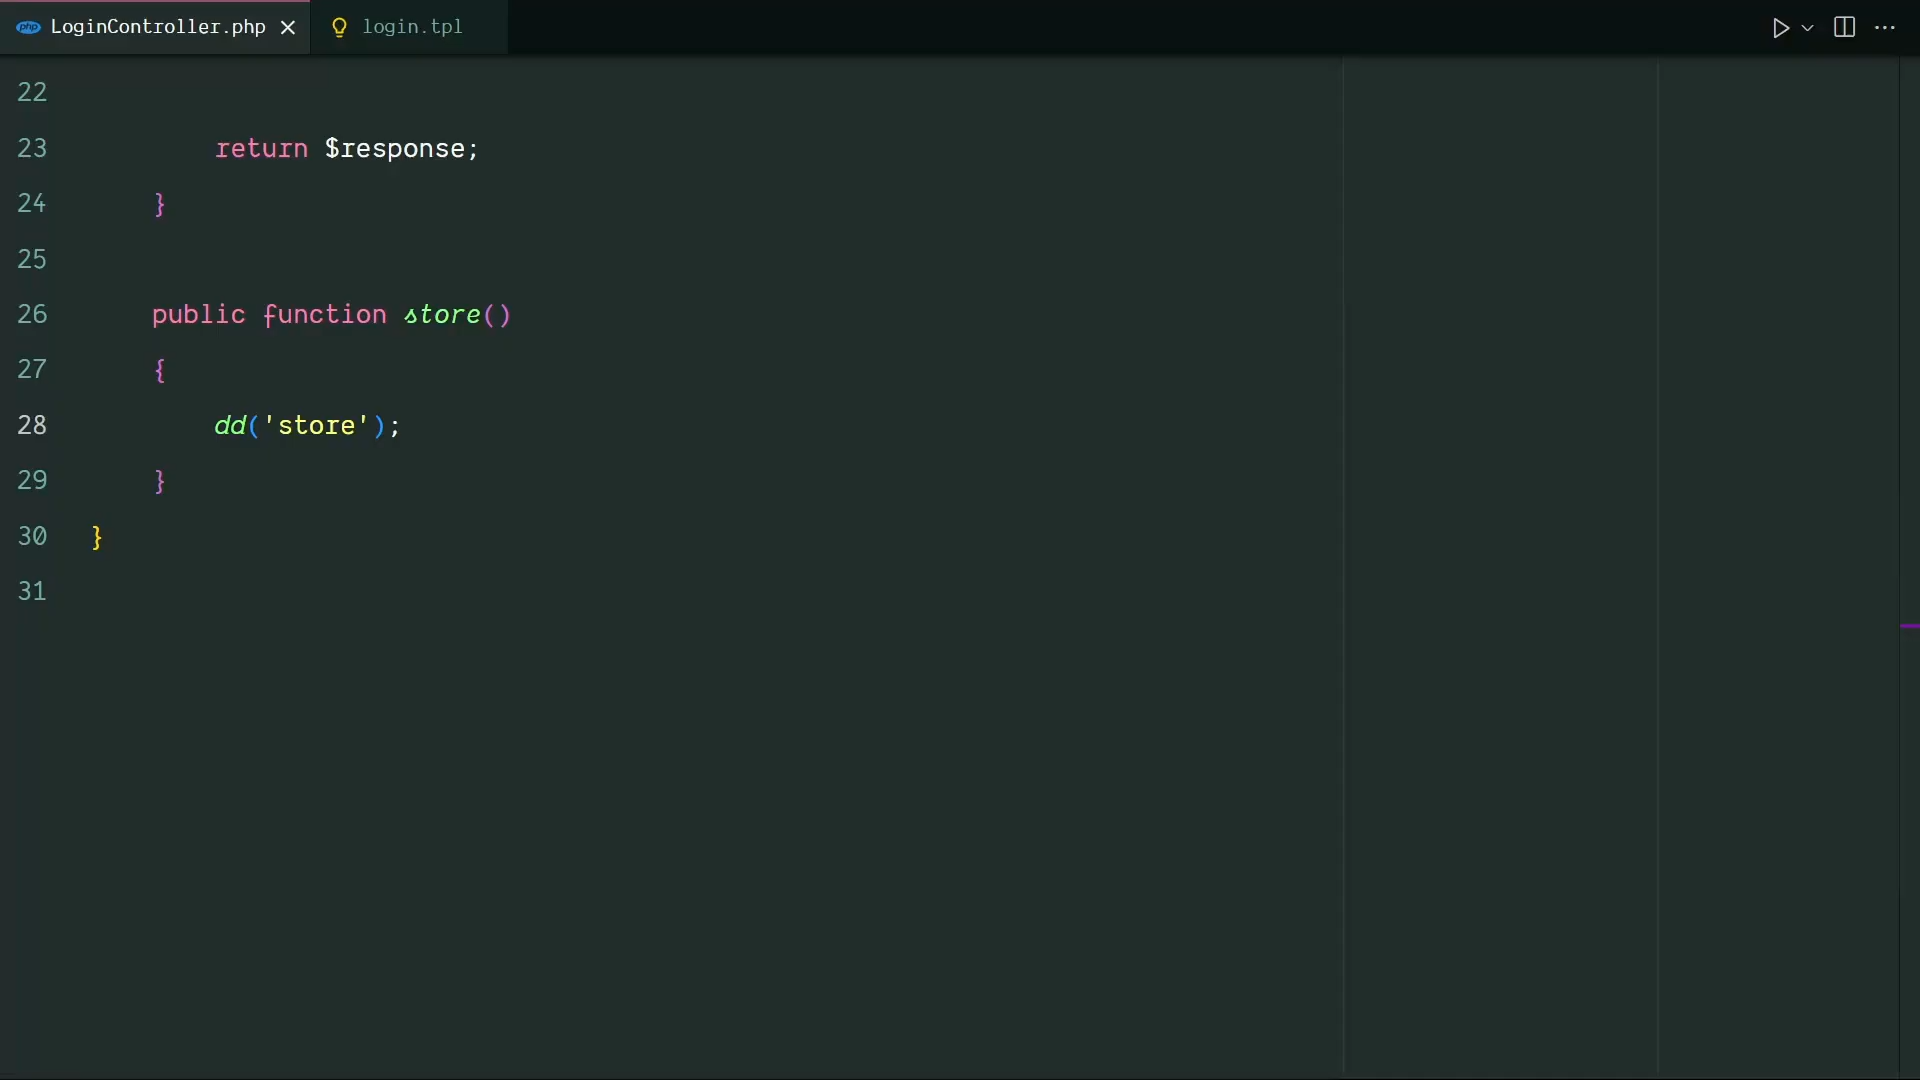 php LoginController.php login.tpl
22
23 return $response;
24 }
25
26 public function store()
27 {
28 dd('store');
29 }
30 }
31